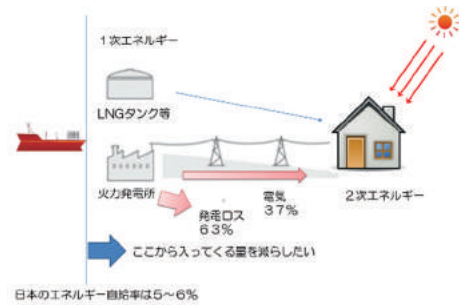 1次エネルギー
LNGタンク等
火力発電所
電気
37%
発電ロス
63%
2次エネルギー
ここから入ってくる量を減らしたい
日本のエネルギー自給率は5~6%